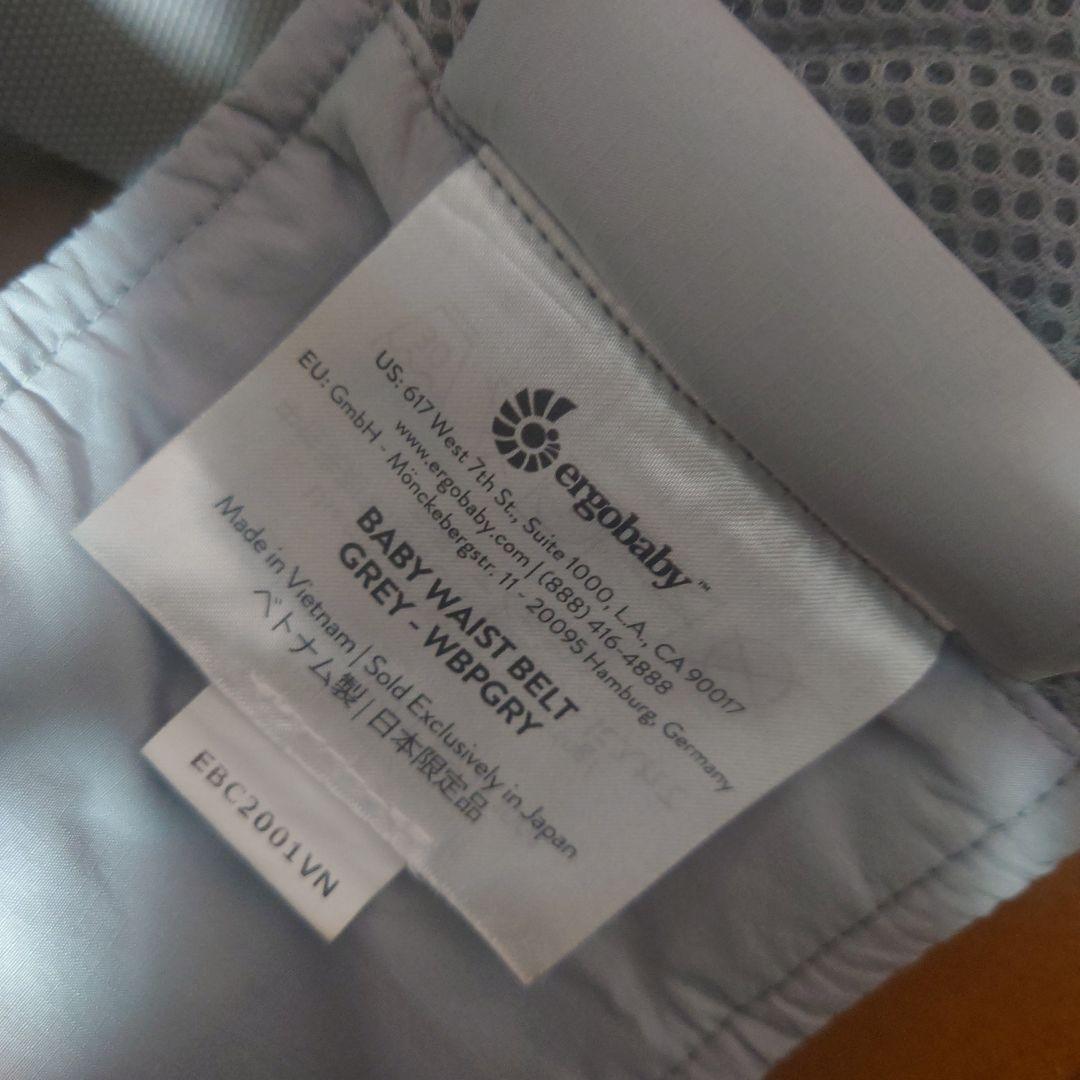 ergobaby™
US: 617 West 7th St., Suite 1000, L.A., CA 90017
www.ergobaby.com | (888) 416-4888
EU: GmbH - Mönckebergstr. 11 - 20095 Hamburg, Germany
BABY WAIST BELT
GREY - WBPGRY
Made in Vietnam | Sold Exclusively in Japan
ベトナム製 | 日本限定品
EBC2001VN